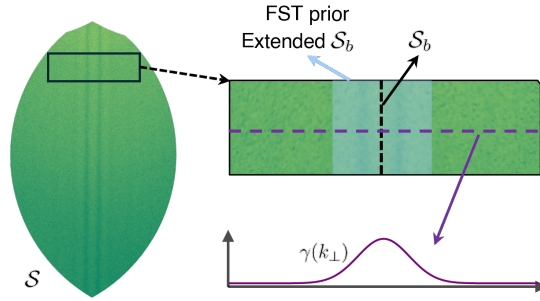 FST prior
Extended 𝒮_b
𝒮_b
γ(k_⊥)
𝒮